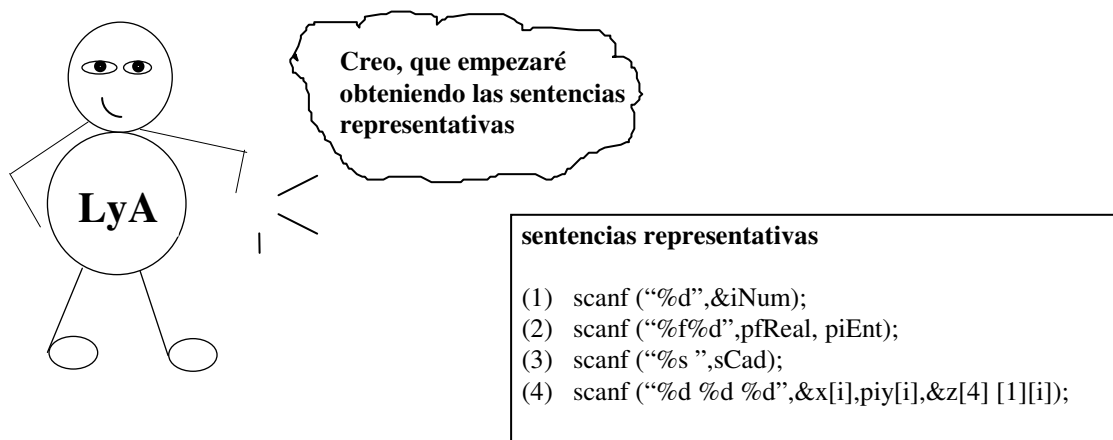 Creo, que empezaré
obteniendo las sentencias
representativas
LyA
sentencias representativas
(1) scanf (“%d”,&iNum);
(2) scanf (“%f%d”,pfReal, piEnt);
(3) scanf (“%s ”,sCad);
(4) scanf (“%d %d %d”,&x[i],piy[i],&z[4] [1][i]);